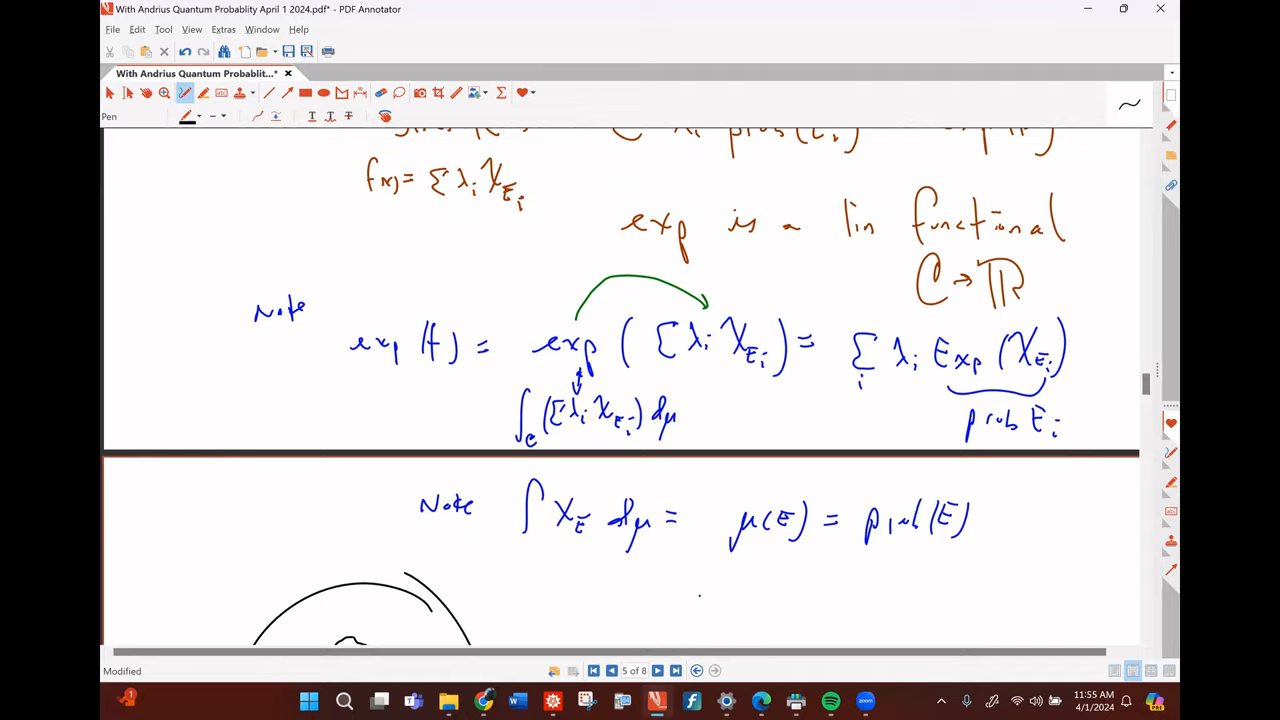 With Andrius Quantum Probablity April 1 2024.pdf* - PDF Annotator
File Edit Tool View Extras Window Help
With Andrius Quantum Probablit...*
Pen
f(x) = Σ λi χEi
exp is a lin functional
C → ℝ
Note
exp(f) = exp(Σ λi χEi) = Σi λi Exp(χEi)
∫C (Σ λi χEi) dμ
prob Ei
Note ∫ χE dμ = μ(E) = prob(E)
Modified
5 of 8
11:55 AM
4/1/2024